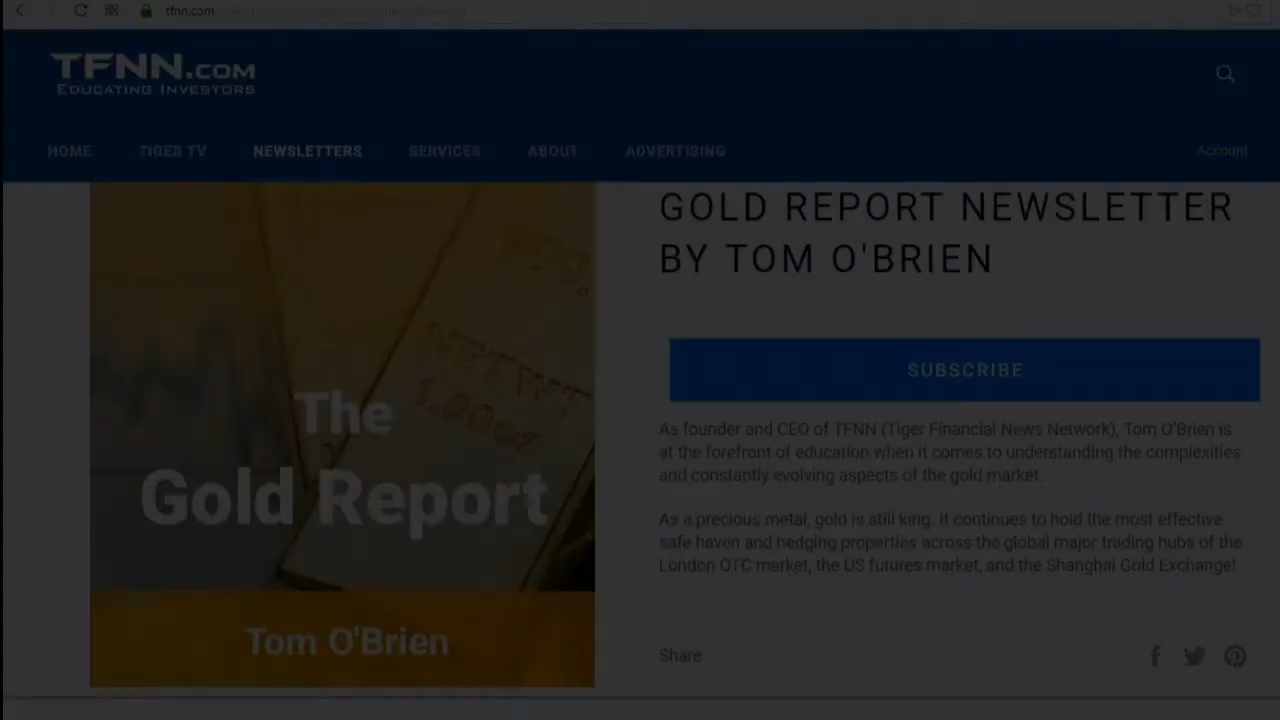 tfnn.com
TFNN.COM
EDUCATING INVESTORS
HOME TIGER TV NEWSLETTERS SERVICES ABOUT ADVERTISING Account
GOLD REPORT NEWSLETTER
BY TOM O'BRIEN
NET WT
1,000g
The
Gold Report
Tom O'Brien
SUBSCRIBE
As founder and CEO of TFNN (Tiger Financial News Network), Tom O'Brien is
at the forefront of education when it comes to understanding the complexities
and constantly evolving aspects of the gold market.
As a precious metal, gold is still king. It continues to hold the most effective
safe haven and hedging properties across the global major trading hubs of the
London OTC market, the US futures market, and the Shanghai Gold Exchange!
Share